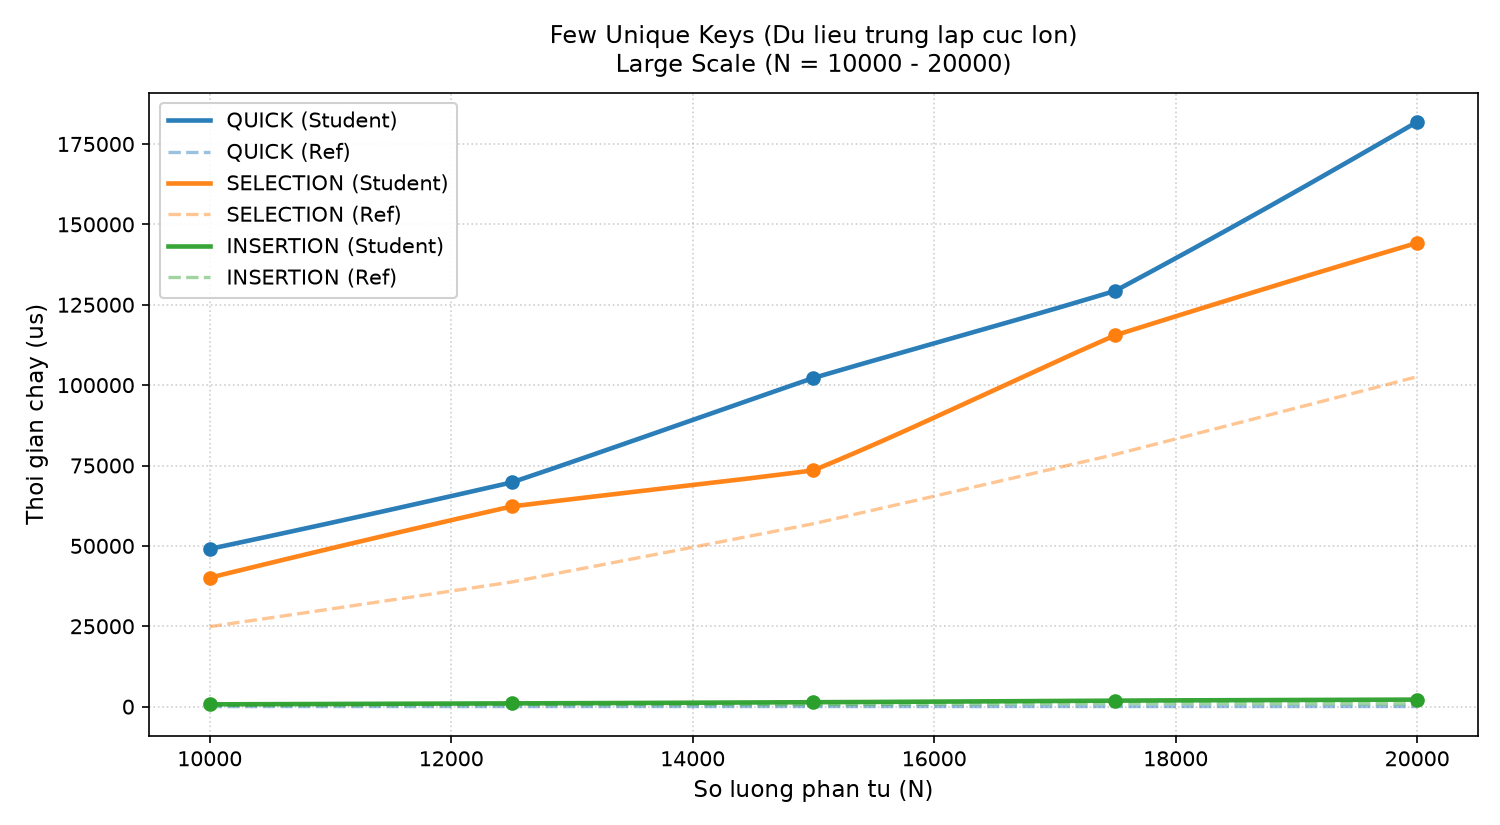 Few Unique Keys (Du lieu trung lap cuc lon)
Large Scale (N = 10000 - 20000)
QUICK (Student)
QUICK (Ref)
SELECTION (Student)
SELECTION (Ref)
INSERTION (Student)
INSERTION (Ref)
Thoi gian chay (us)
175000
150000
125000
100000
75000
50000
25000
0
10000
12000
14000
16000
18000
20000
So luong phan tu (N)